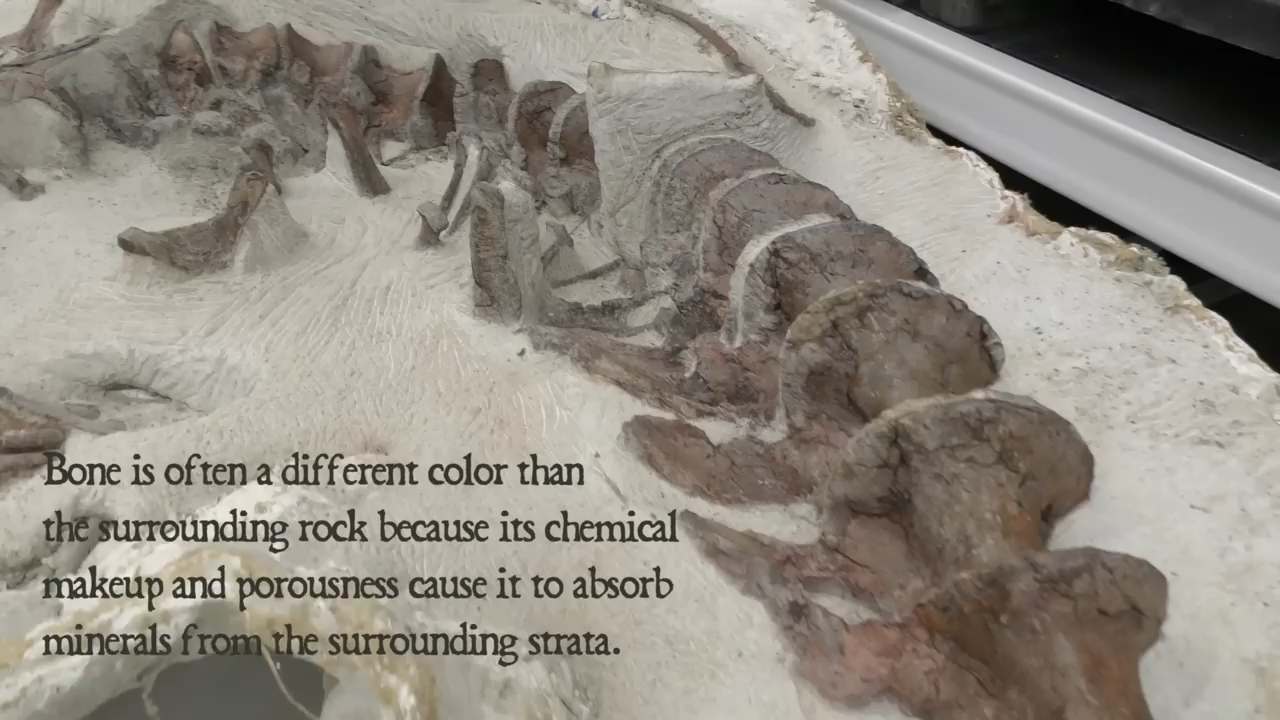 Bone is often a different color than
the surrounding rock because its chemical
makeup and porousness cause it to absorb
minerals from the surrounding strata.